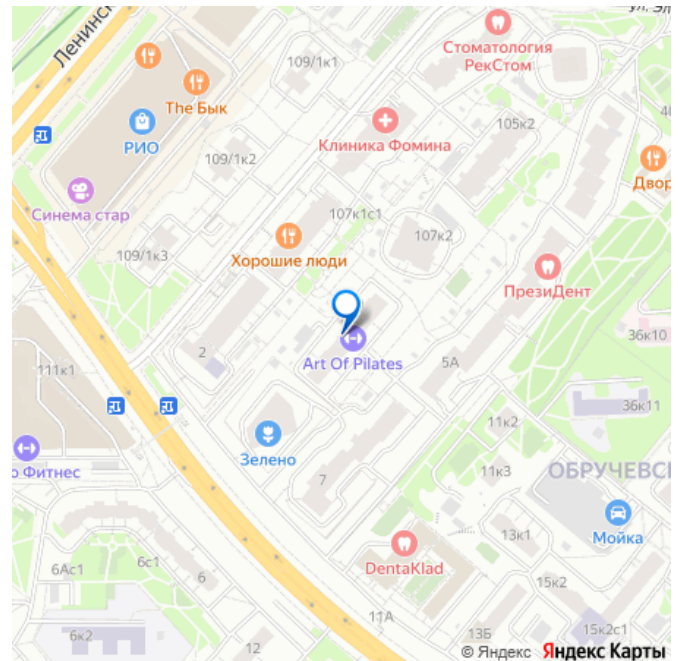 ул. Эл
Ленинск
Стоматология
РекСтом
109/1к1
The Бык
105к2
РИО
Клиника Фомина
109/1к2
Двор
Синема стар
107к1с1
107к2
Хорошие люди
109/1к3
ПрезиДент
36к10
2
Art Of Pilates
5А
111к1
36к11
11к2
Зелено
о Фитнес
11к3
ОБРУЧЕВСК
7
Мойка
13к1
DentaKlad
6Ас1
6с1
6
15к2
11А
6к2
12
13Б
15к2с1
© Яндекс Яндекс Карты